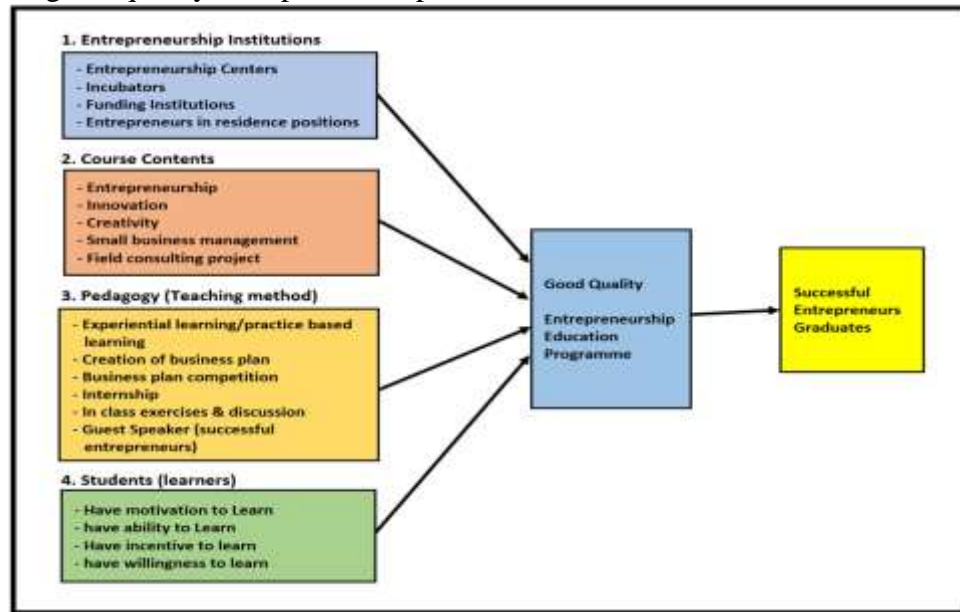 1. Entrepreneurship Institutions
- Entrepreneurship Centers
- Incubators
- Funding Institutions
- Entrepreneurs in residence positions
2. Course Contents
- Entrepreneurship
- Innovation
- Creativity
- Small business management
- Field consulting project
3. Pedagogy (Teaching method)
- Experiential learning/practice based
learning
- Creation of business plan
- Business plan competition
- Internship
- In class exercises & discussion
- Guest Speaker (successful
entrepreneurs)
4. Students (learners)
- Have motivation to Learn
- have ability to Learn
- Have incentive to learn
- have willingness to learn
Good Quality
Entrepreneurship
Education
Programme
Successful
Entrepreneurs
Graduates